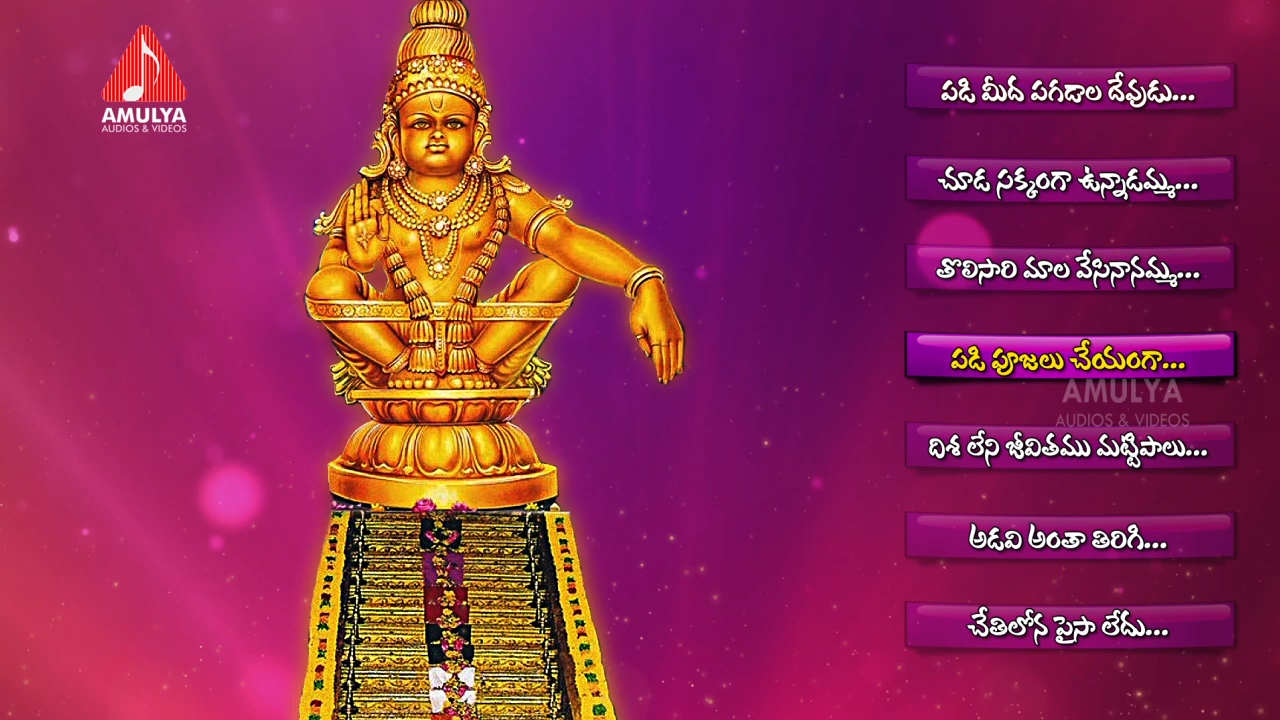 AMULYA
AUDIOS & VIDEOS
పడి మీద పగడాల దేవుడు...
చూడ సక్కంగా ఉన్నాడమ్మ...
తొలిసారి మాల వేసినానమ్మ...
పడి పూజలు చేయంగా...
AMULYA
AUDIOS & VIDEOS
దిశ లేని జీవితము మట్టిపాలు...
అడవి అంతా తిరిగి...
చేతిలోన పైసా లేదు...